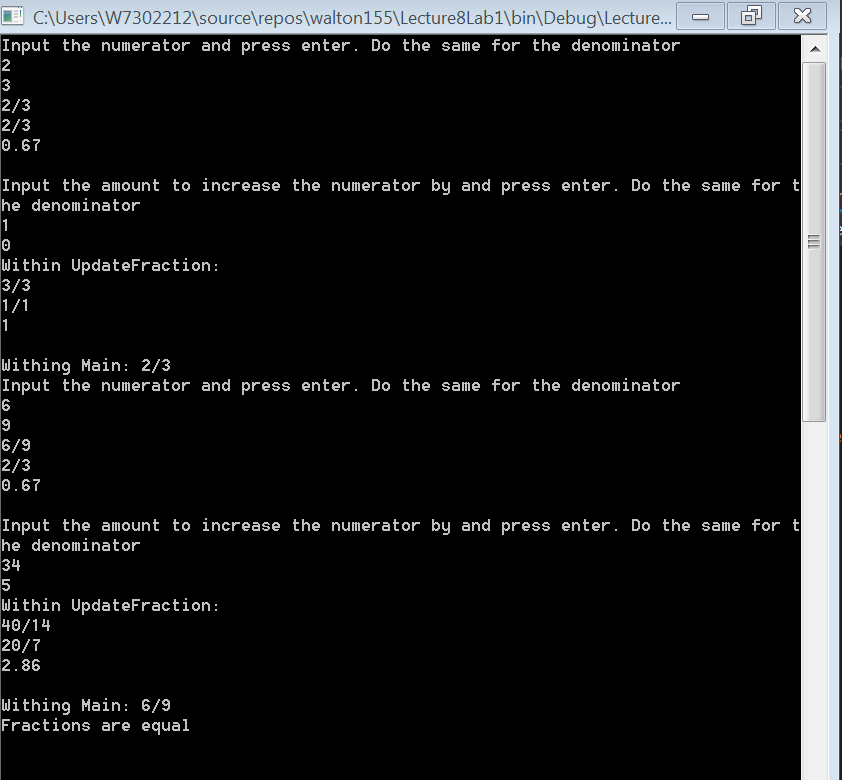 C:\Users\W7302212\source\repos\walton155\Lecture8Lab1\bin\Debug\Lecture...
Input the numerator and press enter. Do the same for the denominator
2
3
2/3
2/3
0.67
Input the amount to increase the numerator by and press enter. Do the same for t
he denominator
1
0
Within UpdateFraction:
3/3
1/1
1
Withing Main: 2/3
Input the numerator and press enter. Do the same for the denominator
6
9
6/9
2/3
0.67
Input the amount to increase the numerator by and press enter. Do the same for t
he denominator
34
5
Within UpdateFraction:
40/14
20/7
2.86
Withing Main: 6/9
Fractions are equal